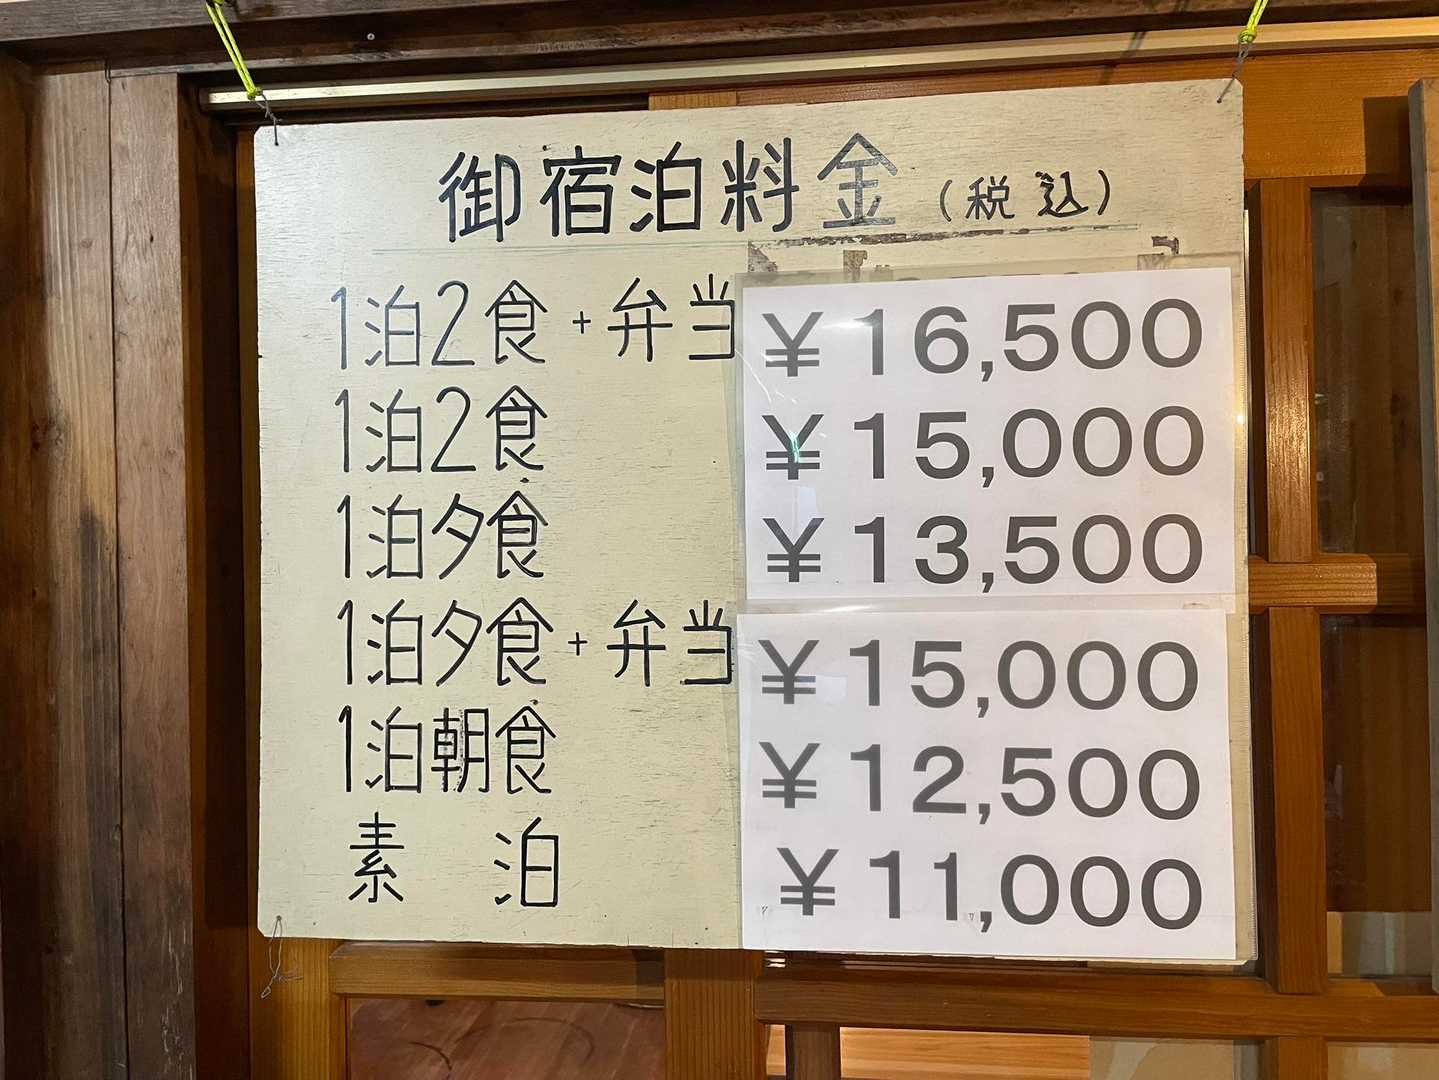 御宿泊料金(税込)
1泊2食+弁当 ¥16,500
1泊2食 ¥15,000
1泊夕食 ¥13,500
1泊夕食+弁当 ¥15,000
1泊朝食 ¥12,500
素泊 ¥11,000